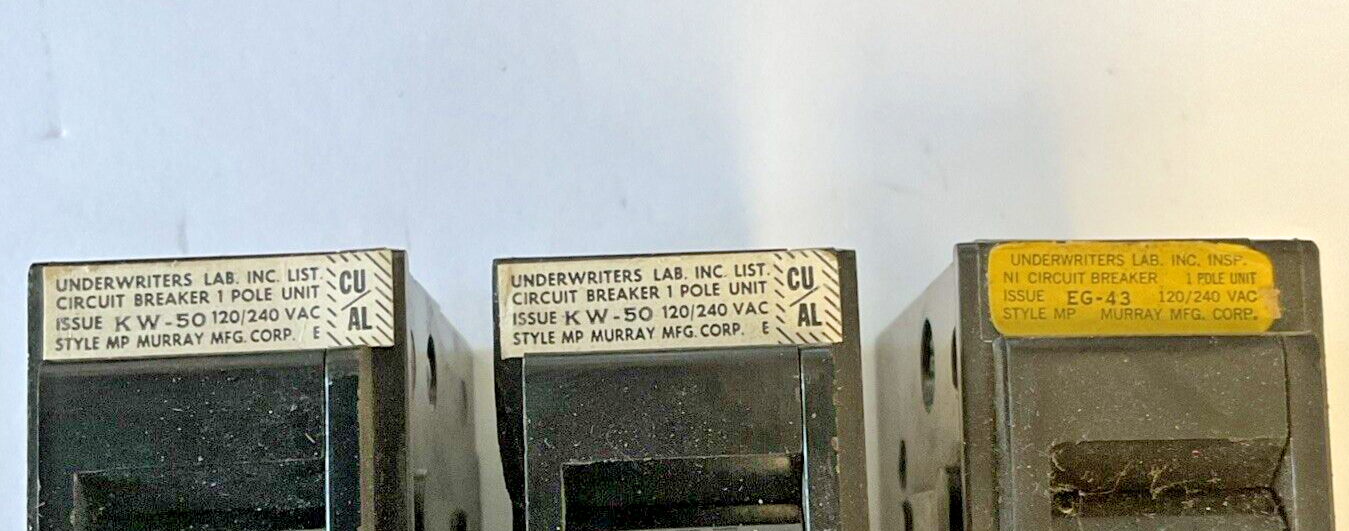 UNDERWRITERS LAB. INC. LIST.
CIRCUIT BREAKER 1 POLE UNIT
ISSUE KW-50 120/240 VAC
STYLE MP MURRAY MFG. CORP. E
CU/AL
UNDERWRITERS LAB. INC. LIST.
CIRCUIT BREAKER 1 POLE UNIT
ISSUE KW-50 120/240 VAC
STYLE MP MURRAY MFG. CORP. E
CU/AL
UNDERWRITERS LAB. INC. INSP.
NI CIRCUIT BREAKER 1 POLE UNIT
ISSUE EG-43 120/240 VAC
STYLE MP MURRAY MFG. CORP.